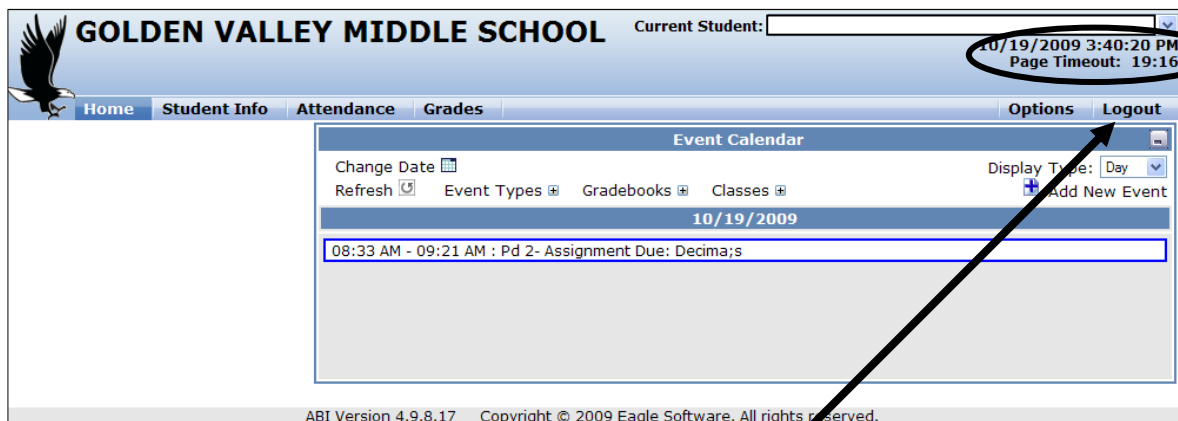 GOLDEN VALLEY MIDDLE SCHOOL Current Student:
10/19/2009 3:40:20 PM
Page Timeout: 19:16
Home Student Info Attendance Grades Options Logout
Event Calendar
Change Date Display Type: Day
Refresh Event Types Gradebooks Classes Add New Event
10/19/2009
08:33 AM - 09:21 AM : Pd 2- Assignment Due: Decima;s
ABI Version 4.9.8.17 Copyright © 2009 Eagle Software. All rights reserved.